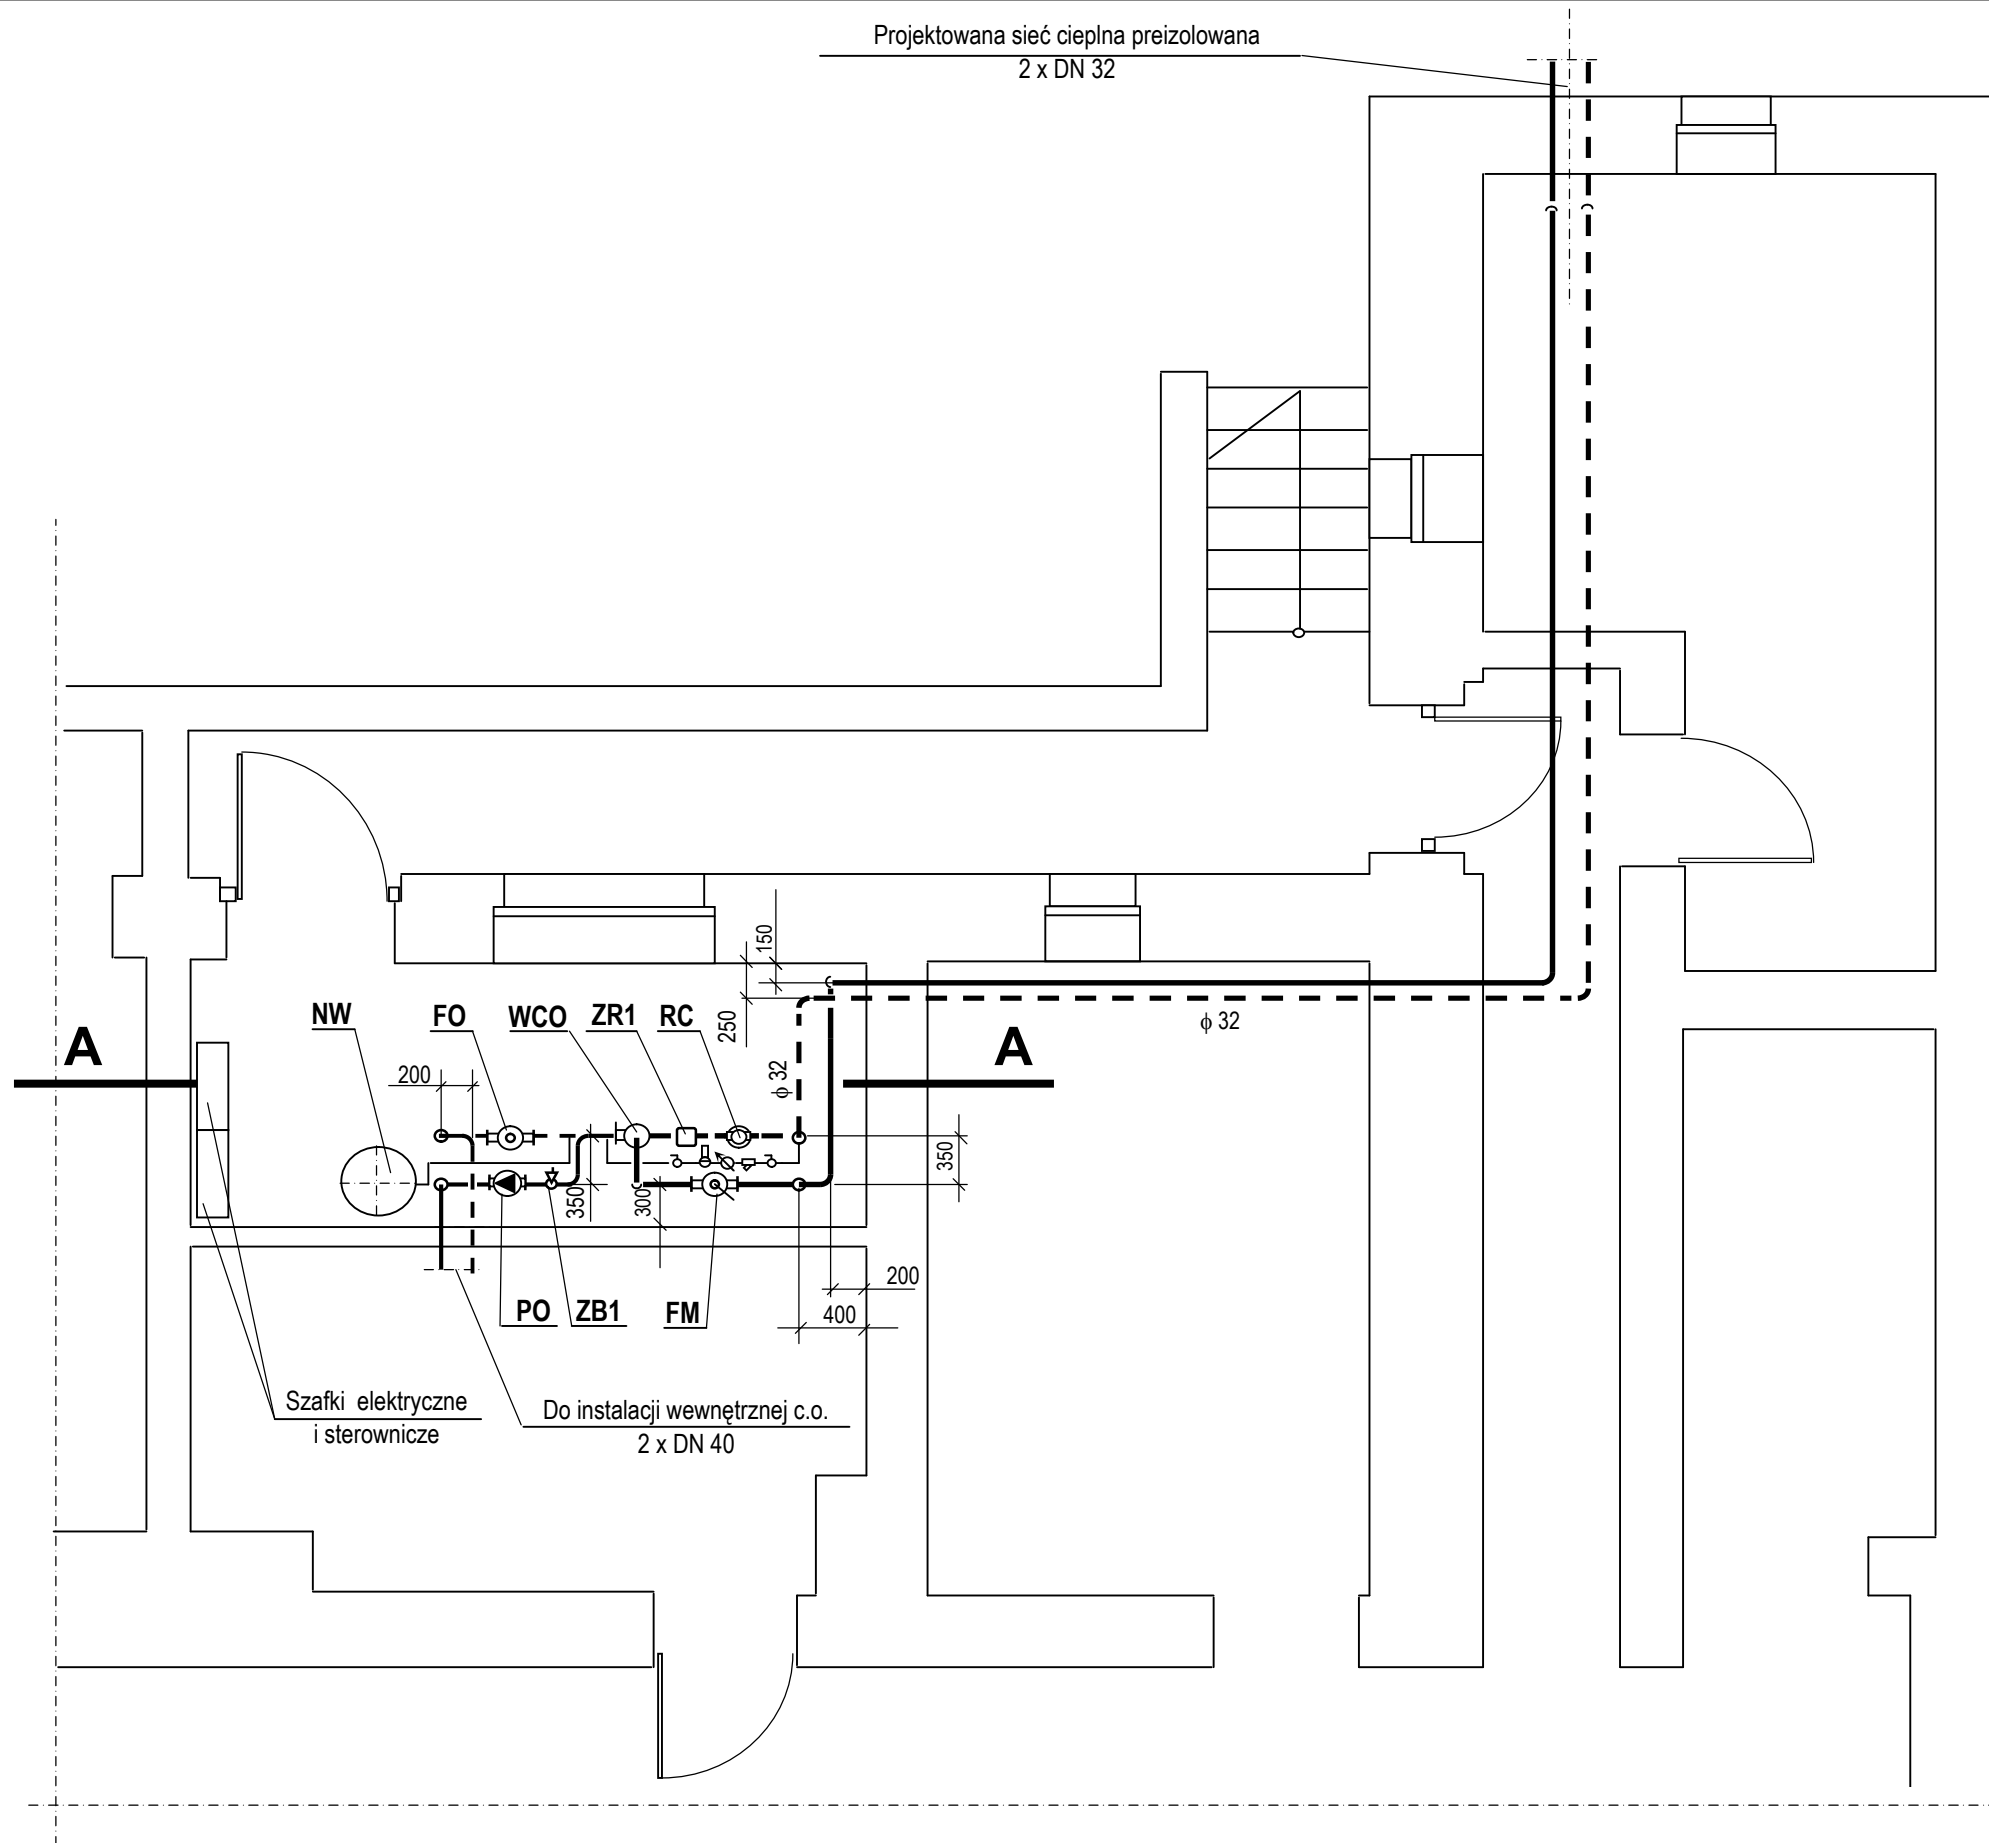 Projektowana sieć cieplna preizolowana
2 x DN 32
150
250
ϕ 32
NW
FO
WCO
ZR1
RC
A
A
200
ϕ 32
350
350
300
200
400
PO
ZB1
FM
Szafki elektryczne
i sterownicze
Do instalacji wewnętrznej c.o.
2 x DN 40